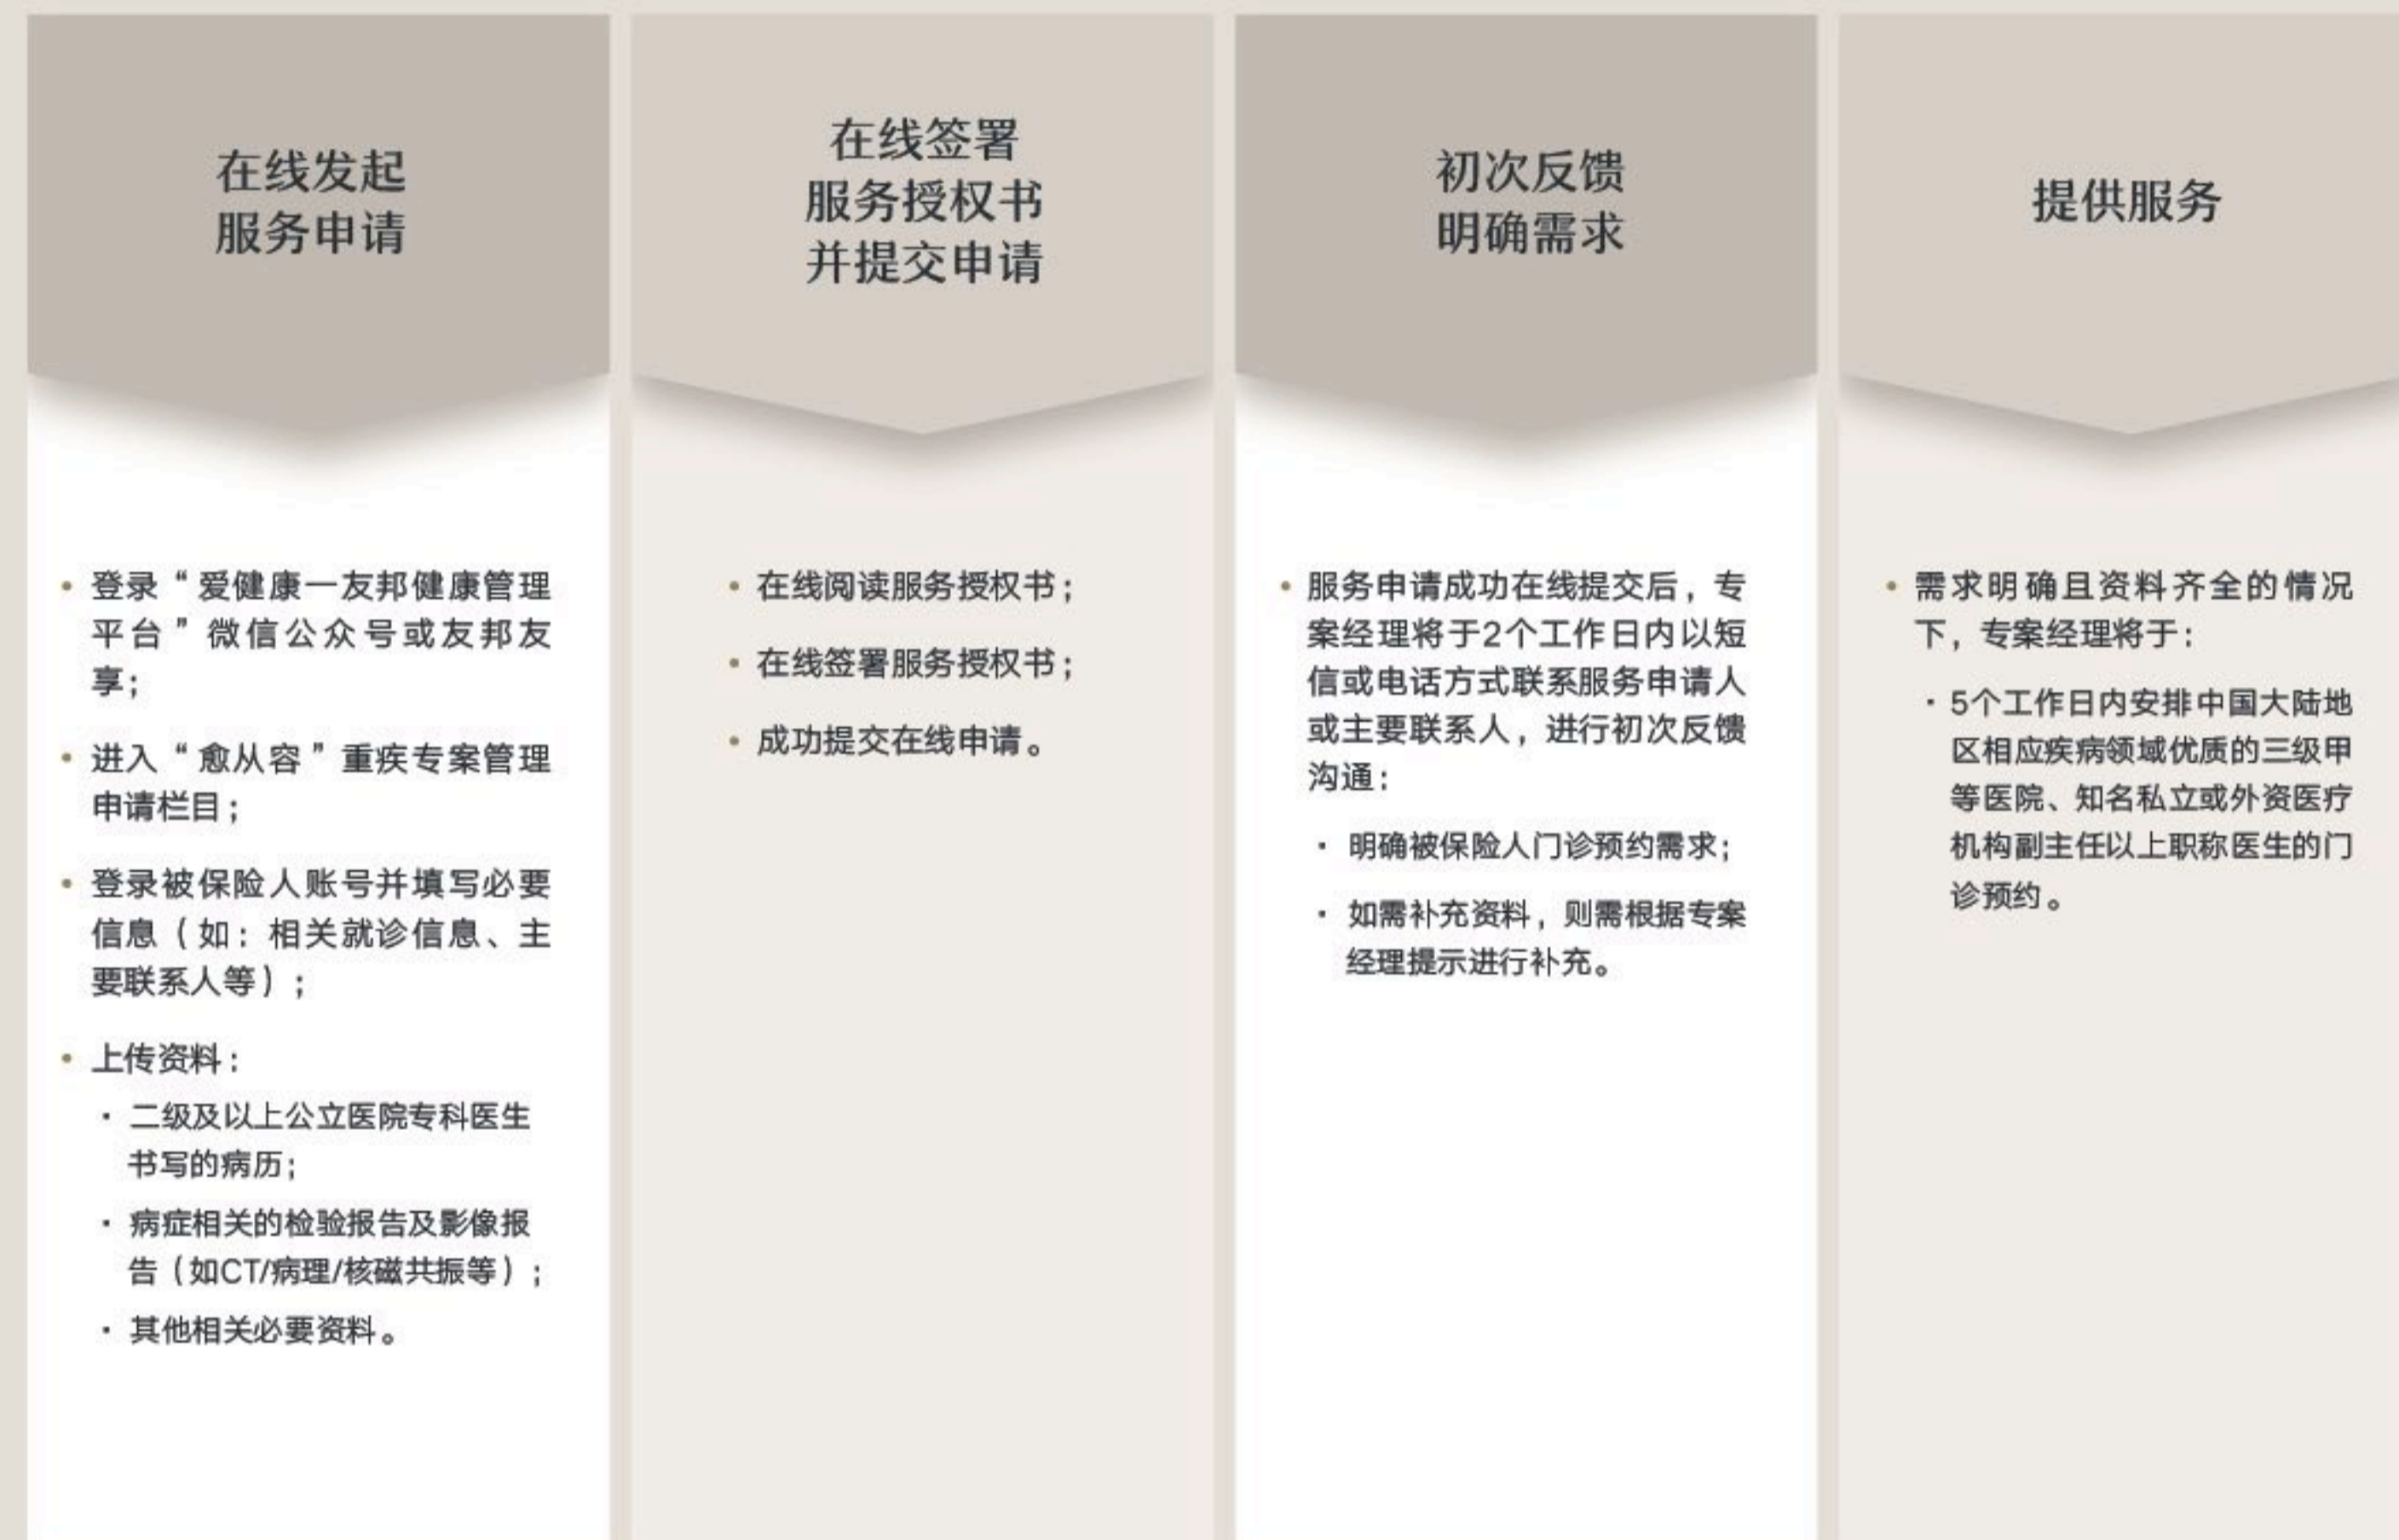 在线发起
服务申请
• 登录“爱健康一友邦健康管理
平台”微信公众号或友邦友
享；
• 进入“愈从容”重疾专案管理
申请栏目；
• 登录被保险人账号并填写必要
信息（如：相关就诊信息、主
要联系人等）；
• 上传资料：
· 二级及以上公立医院专科医生
书写的病历；
· 病症相关的检验报告及影像报
告（如CT/病理/核磁共振等）；
· 其他相关必要资料。
在线签署
服务授权书
并提交申请
• 在线阅读服务授权书；
• 在线签署服务授权书；
• 成功提交在线申请。
初次反馈
明确需求
• 服务申请成功在线提交后，专
案经理将于2个工作日内以短
信或电话方式联系服务申请人
或主要联系人，进行初次反馈
沟通：
· 明确被保险人门诊预约需求；
· 如需补充资料，则需根据专案
经理提示进行补充。
提供服务
• 需求明确且资料齐全的情况
下，专案经理将于：
· 5个工作日内安排中国大陆地
区相应疾病领域优质的三级甲
等医院、知名私立或外资医疗
机构副主任以上职称医生的门
诊预约。